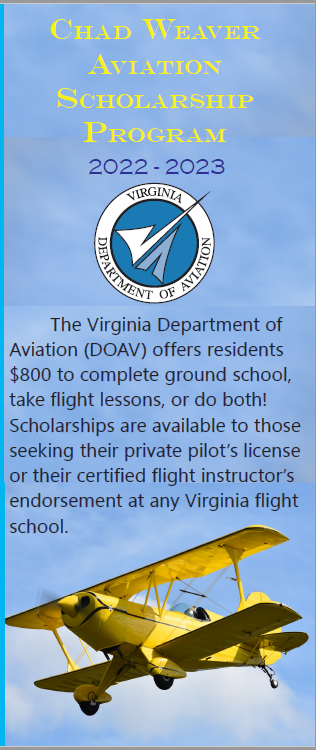 CHAD WEAVER
AVIATION
SCHOLARSHIP
PROGRAM
2022 - 2023
VIRGINIA
DEPARTMENT OF AVIATION
The Virginia Department of
Aviation (DOAV) offers residents
$800 to complete ground school,
take flight lessons, or do both!
Scholarships are available to those
seeking their private pilot's license
or their certified flight instructor's
endorsement at any Virginia flight
school.